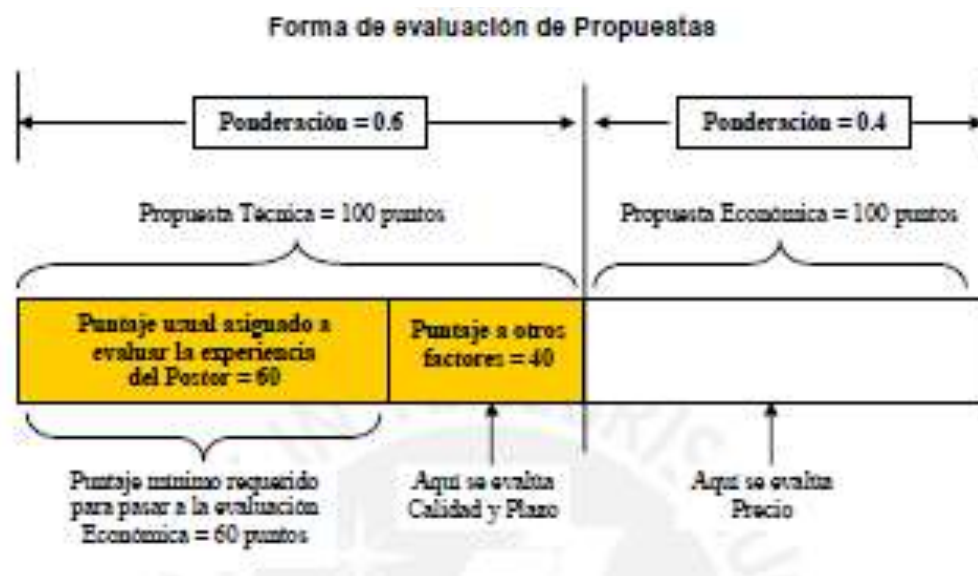 Forma de evaluación de Propuestas
Ponderación = 0.6
Ponderación = 0.4
Propuesta Técnica = 100 puntos
Propuesta Económica = 100 puntos
Puntaje usual asignado a
evaluar la experiencia
del Postor = 60
Puntaje a otros
factores = 40
Puntaje mínimo requerido
para pasar a la evaluación
Económica = 60 puntos
Aquí se evalúa
Calidad y Plazo
Aquí se evalúa
Precio